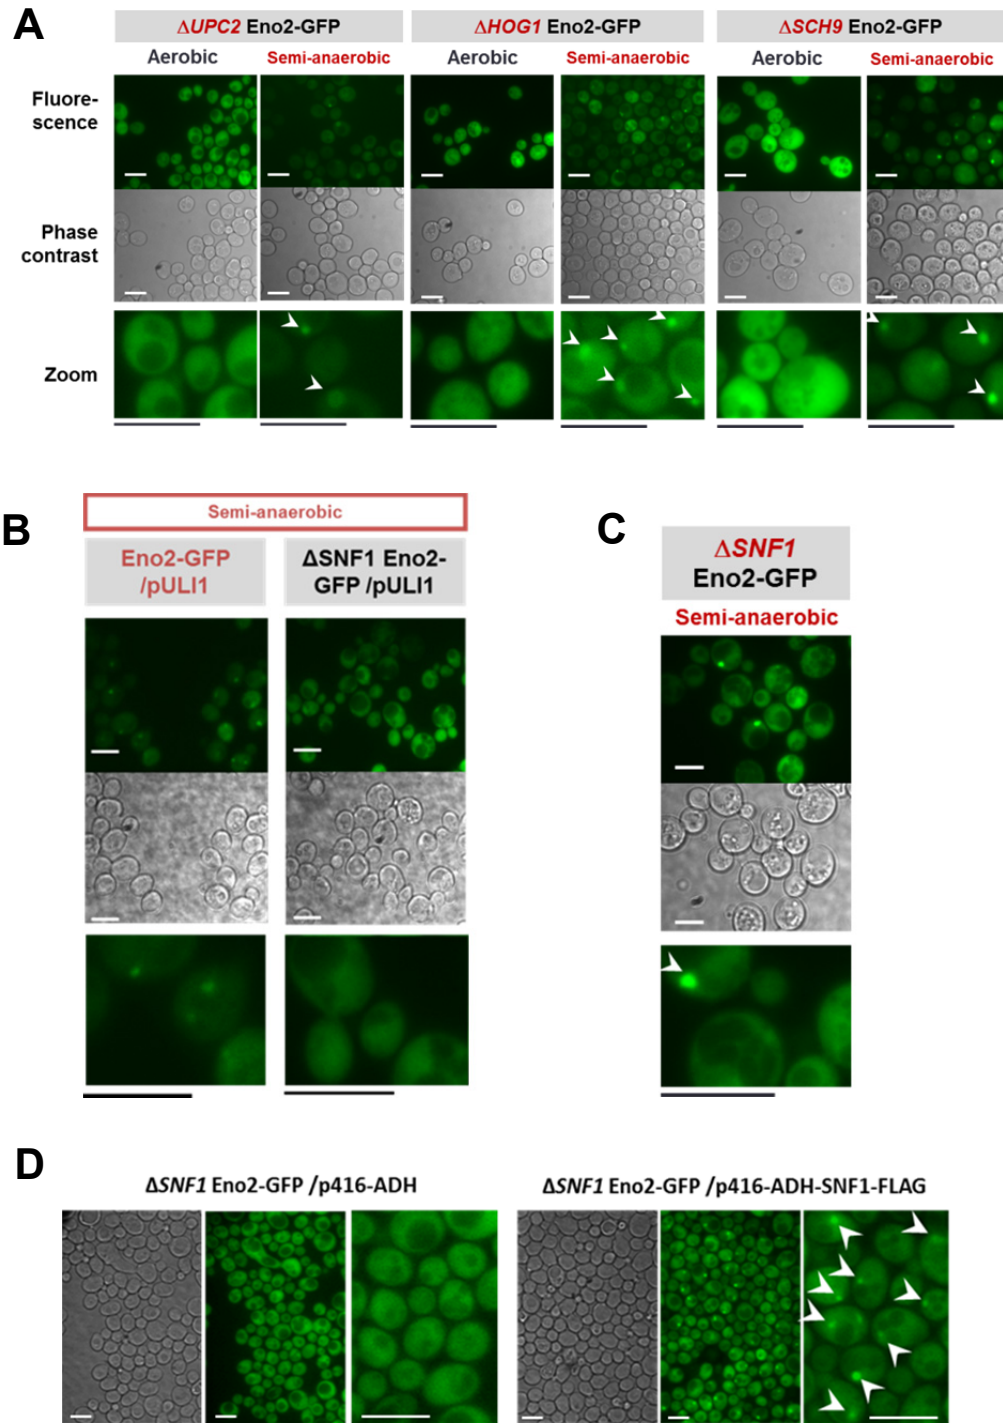 A
ΔUPC2 Eno2-GFP
ΔHOG1 Eno2-GFP
ΔSCH9 Eno2-GFP
Aerobic
Semi-anaerobic
Aerobic
Semi-anaerobic
Aerobic
Semi-anaerobic
Fluore-
scence
Phase
contrast
Zoom
B
Semi-anaerobic
Eno2-GFP
/pULI1
ΔSNF1 Eno2-
GFP /pULI1
C
ΔSNF1
Eno2-GFP
Semi-anaerobic
D
ΔSNF1 Eno2-GFP /p416-ADH
ΔSNF1 Eno2-GFP /p416-ADH-SNF1-FLAG